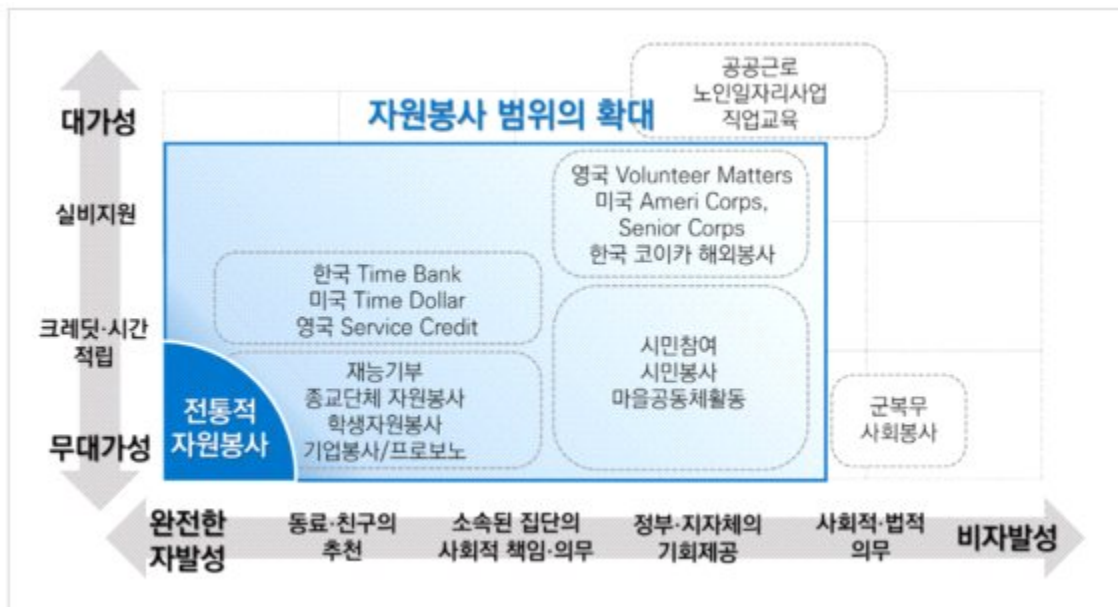 공공근로
노인일자리사업
직업교육
대가성
자원봉사 범위의 확대
영국 Volunteer Matters
미국 Ameri Corps,
Senior Corps
한국 코이카 해외봉사
실비지원
한국 Time Bank
미국 Time Dollar
영국 Service Credit
크레딧·시간
적립
시민참여
시민봉사
마을공동체활동
재능기부
종교단체 자원봉사
학생자원봉사
기업봉사/프로보노
전통적
자원봉사
군복무
사회봉사
무대가성
완전한
자발성
동료·친구의
추천
소속된 집단의
사회적 책임·의무
정부·지자체의
기회제공
사회적·법적
의무
비자발성